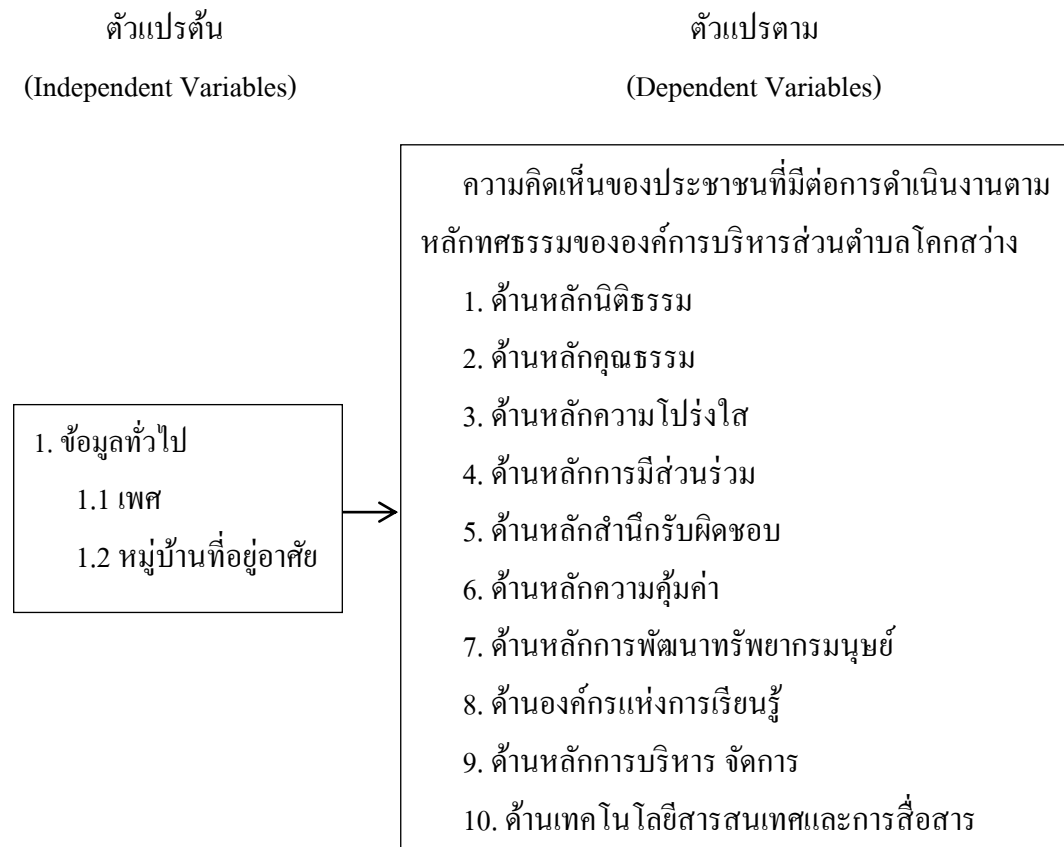 ตัวแปรต้น
(Independent Variables)
ตัวแปรตาม
(Dependent Variables)
1. ข้อมูลทั่วไป
1.1 เพศ
1.2 หมู่บ้านที่อยู่อาศัย
ความคิดเห็นของประชาชนที่มีต่อการดำเนินงานตาม
หลักทศธรรมขององค์การบริหารส่วนตำบลโคกสว่าง
1. ด้านหลักนิติธรรม
2. ด้านหลักคุณธรรม
3. ด้านหลักความโปร่งใส
4. ด้านหลักการมีส่วนร่วม
5. ด้านหลักสำนึกรับผิดชอบ
6. ด้านหลักความคุ้มค่า
7. ด้านหลักการพัฒนาทรัพยากรมนุษย์
8. ด้านองค์กรแห่งการเรียนรู้
9. ด้านหลักการบริหาร จัดการ
10. ด้านเทคโนโลยีสารสนเทศและการสื่อสาร